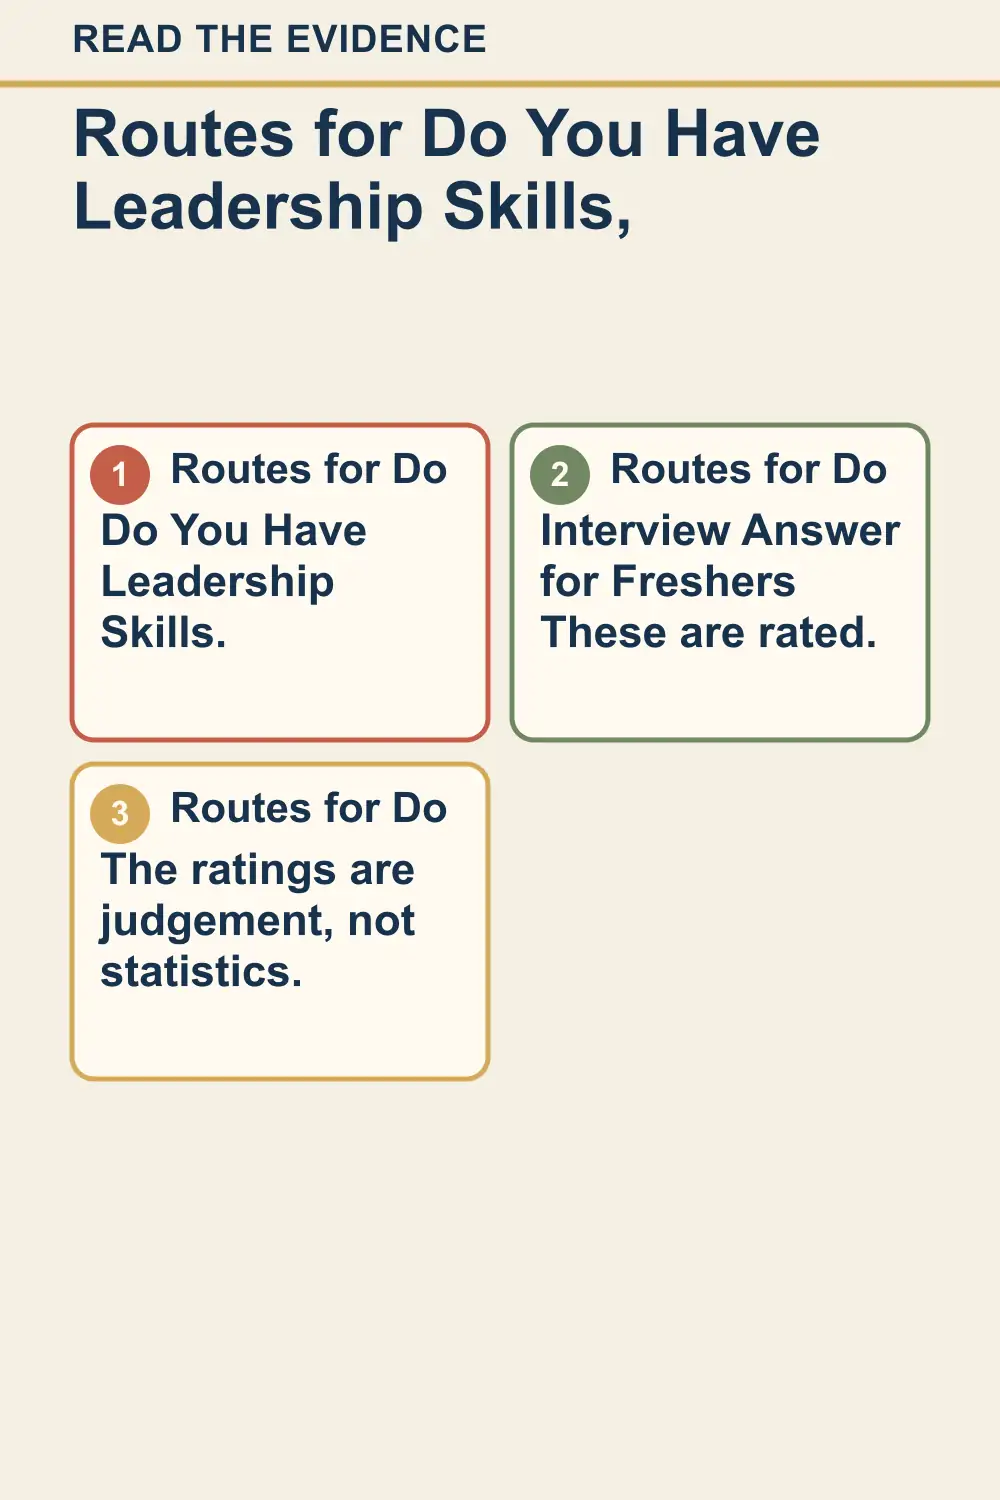 READ THE EVIDENCE
Routes for Do You Have
Leadership Skills,
1 Routes for Do
Do You Have
Leadership
Skills.
2 Routes for Do
Interview Answer
for Freshers
These are rated.
3 Routes for Do
The ratings are
judgement, not
statistics.